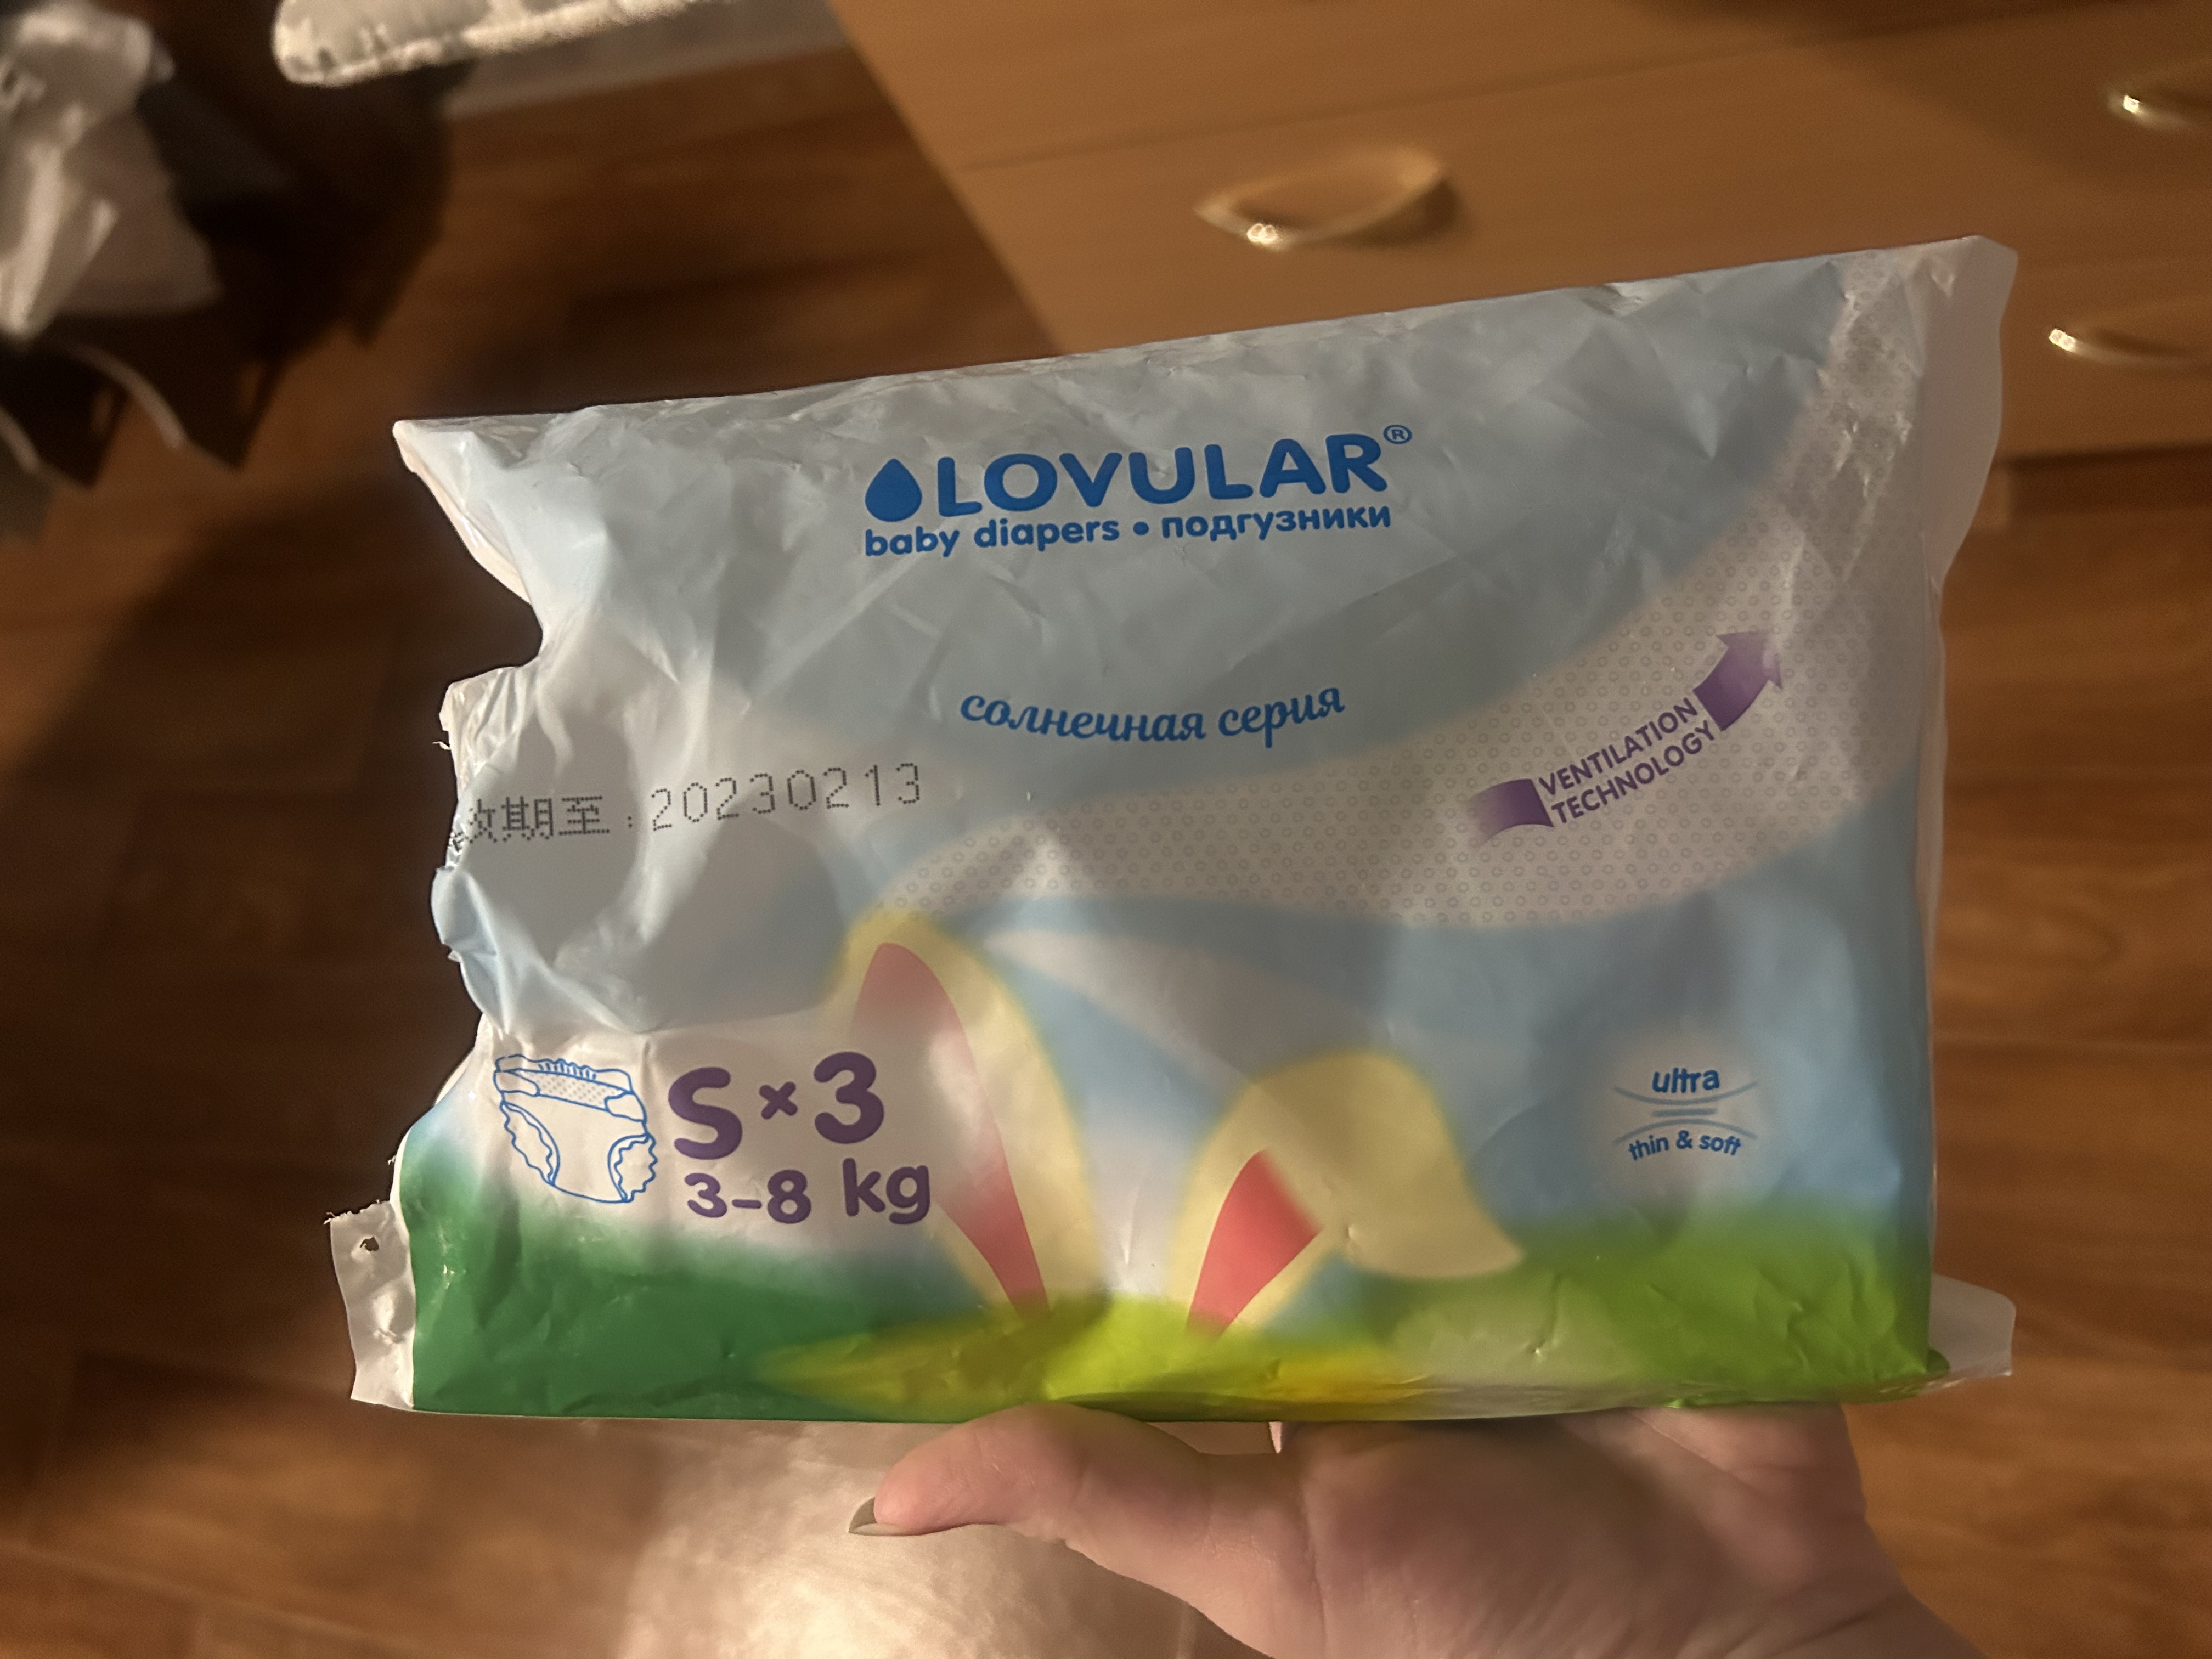 LOVULAR®
baby diapers • подгузники
солнечная серия
VENTILATION
TECHNOLOGY
效期至：20230213
S×3
3–8 kg
ultra
thin & soft